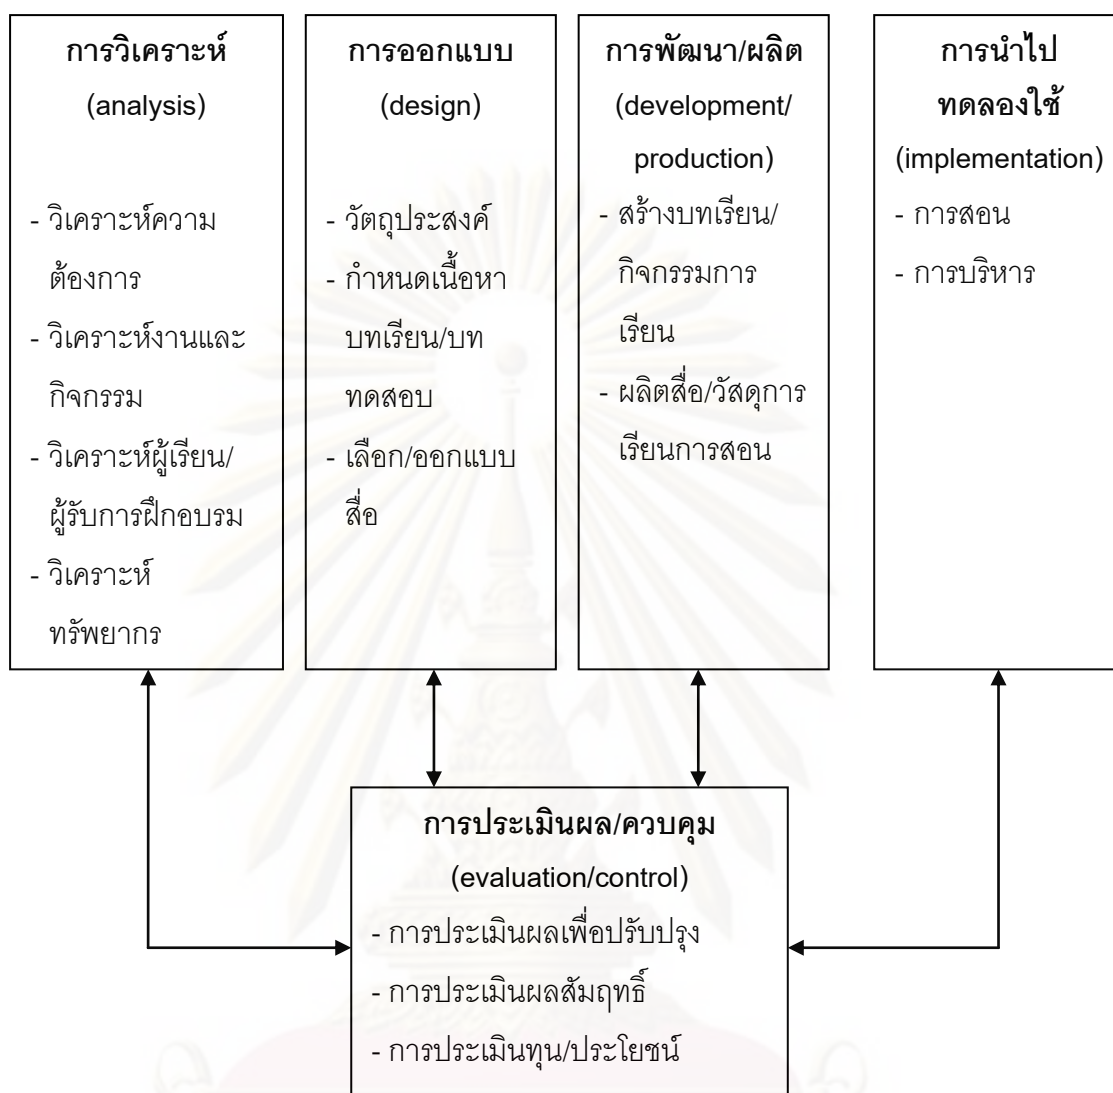 การวิเคราะห์
(analysis)
- วิเคราะห์ความ
ต้องการ
- วิเคราะห์งานและ
กิจกรรม
- วิเคราะห์ผู้เรียน/
ผู้รับการฝึกอบรม
- วิเคราะห์
ทรัพยากร
การออกแบบ
(design)
- วัตถุประสงค์
- กำหนดเนื้อหา
บทเรียน/บท
ทดสอบ
- เลือก/ออกแบบ
สื่อ
การพัฒนา/ผลิต
(development/
production)
- สร้างบทเรียน/
กิจกรรมการ
เรียน
- ผลิตสื่อ/วัสดุการ
เรียนการสอน
การนำไป
ทดลองใช้
(implementation)
- การสอน
- การบริหาร
การประเมินผล/ควบคุม
(evaluation/control)
- การประเมินผลเพื่อปรับปรุง
- การประเมินผลสัมฤทธิ์
- การประเมินทุน/ประโยชน์